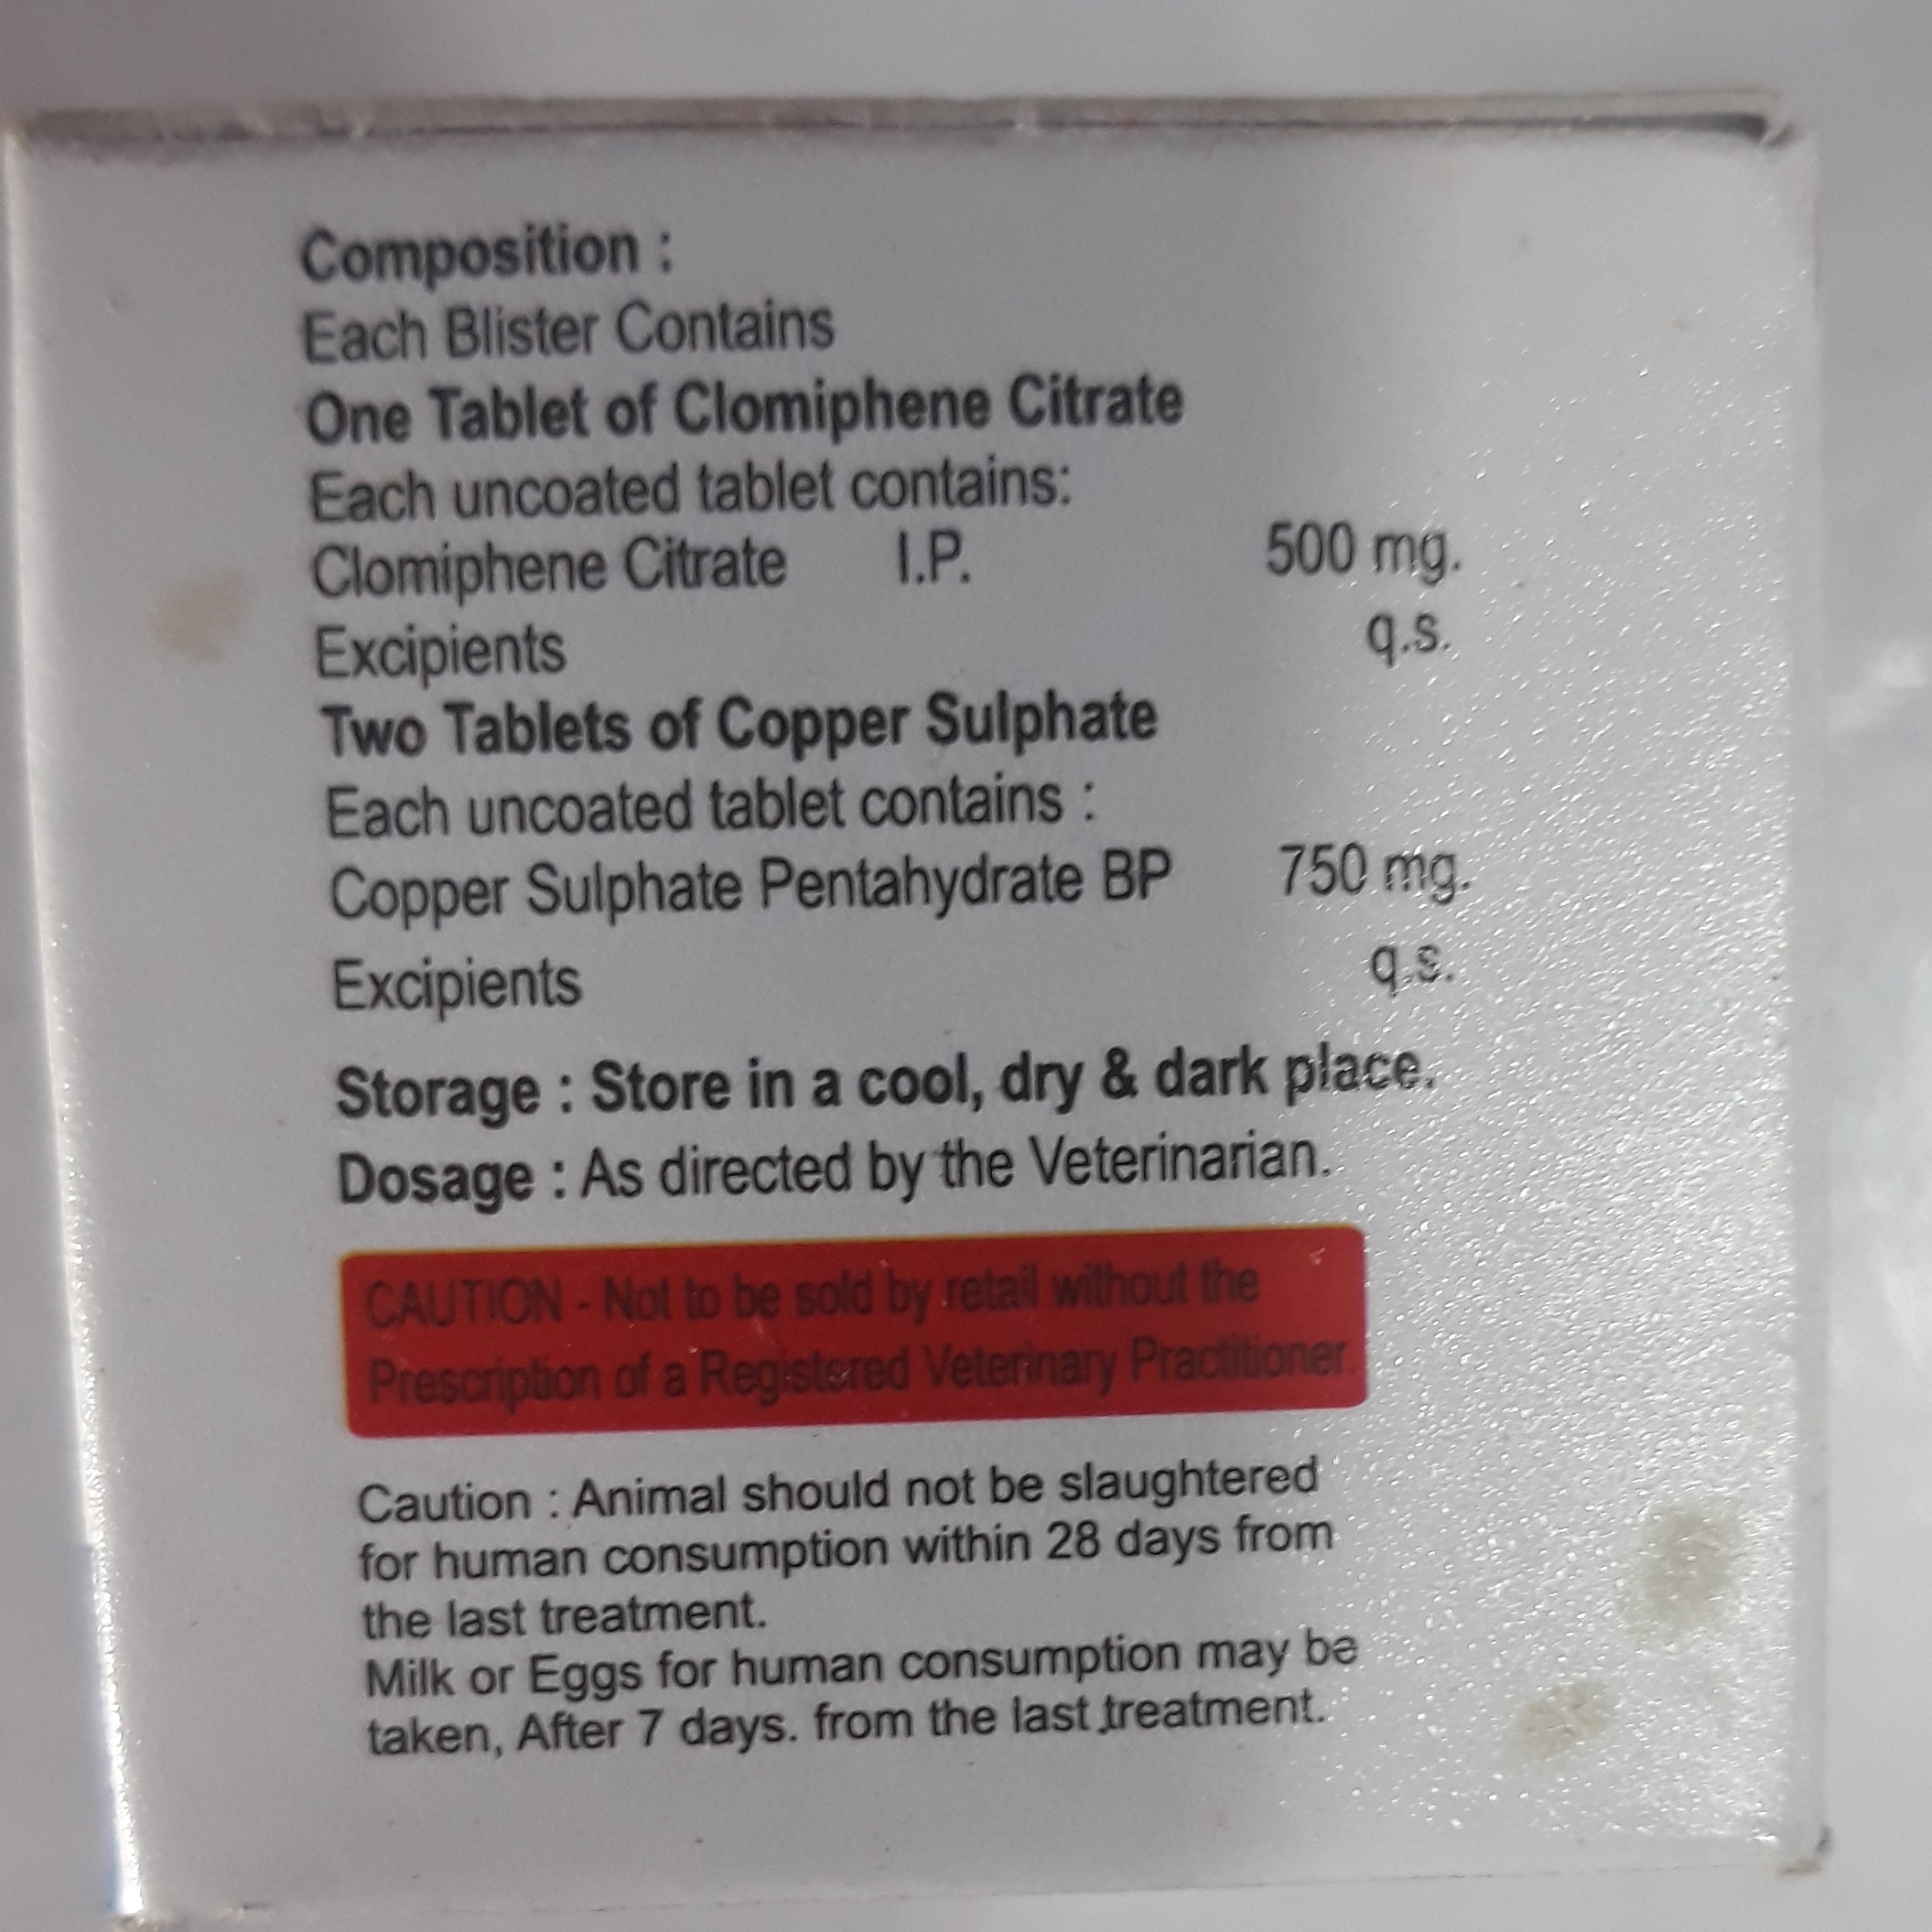 Composition :
Each Blister Contains
One Tablet of Clomiphene Citrate
Each uncoated tablet contains:
Clomiphene Citrate I.P. 500 mg.
Excipients q.s.
Two Tablets of Copper Sulphate
Each uncoated tablet contains :
Copper Sulphate Pentahydrate BP 750 mg.
Excipients q.s.
Storage : Store in a cool, dry & dark place.
Dosage : As directed by the Veterinarian.
CAUTION - Not to be sold by retail without the
Prescription of a Registered Veterinary Practitioner.
Caution : Animal should not be slaughtered
for human consumption within 28 days from
the last treatment.
Milk or Eggs for human consumption may be
taken, After 7 days. from the last treatment.